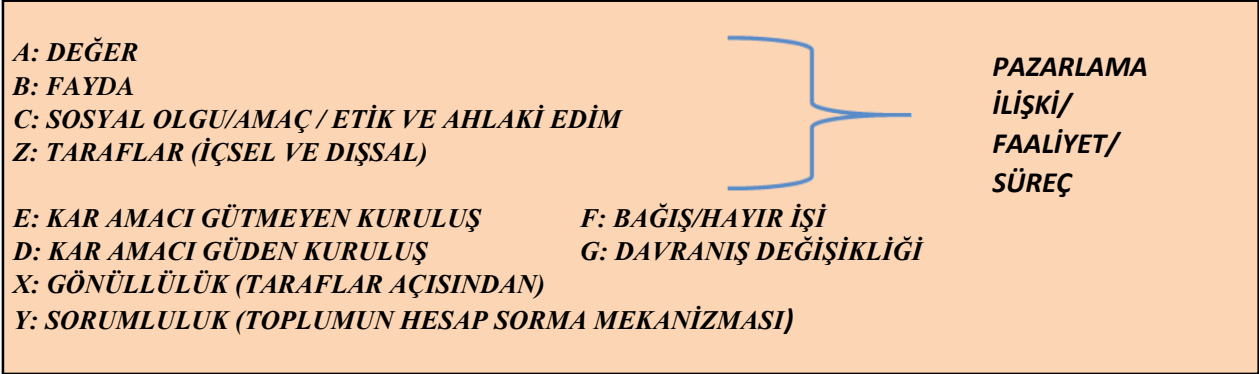 A: DEĞER
B: FAYDA
C: SOSYAL OLGU/AMAÇ / ETİK VE AHLAKİ EDİM
Z: TARAFLAR (İÇSEL VE DIŞSAL)
PAZARLAMA
İLİŞKİ/
FAALİYET/
SÜREÇ
E: KAR AMACI GÜTMEYEN KURULUŞ F: BAĞIŞ/HAYIR İŞİ
D: KAR AMACI GÜDEN KURULUŞ G: DAVRANIŞ DEĞİŞİKLİĞİ
X: GÖNÜLLÜLÜK (TARAFLAR AÇISINDAN)
Y: SORUMLULUK (TOPLUMUN HESAP SORMA MEKANİZMASI)